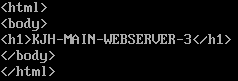 <html>
<body>
<h1>KJH-MAIN-WEBSERVER-3</h1>
</body>
</html>